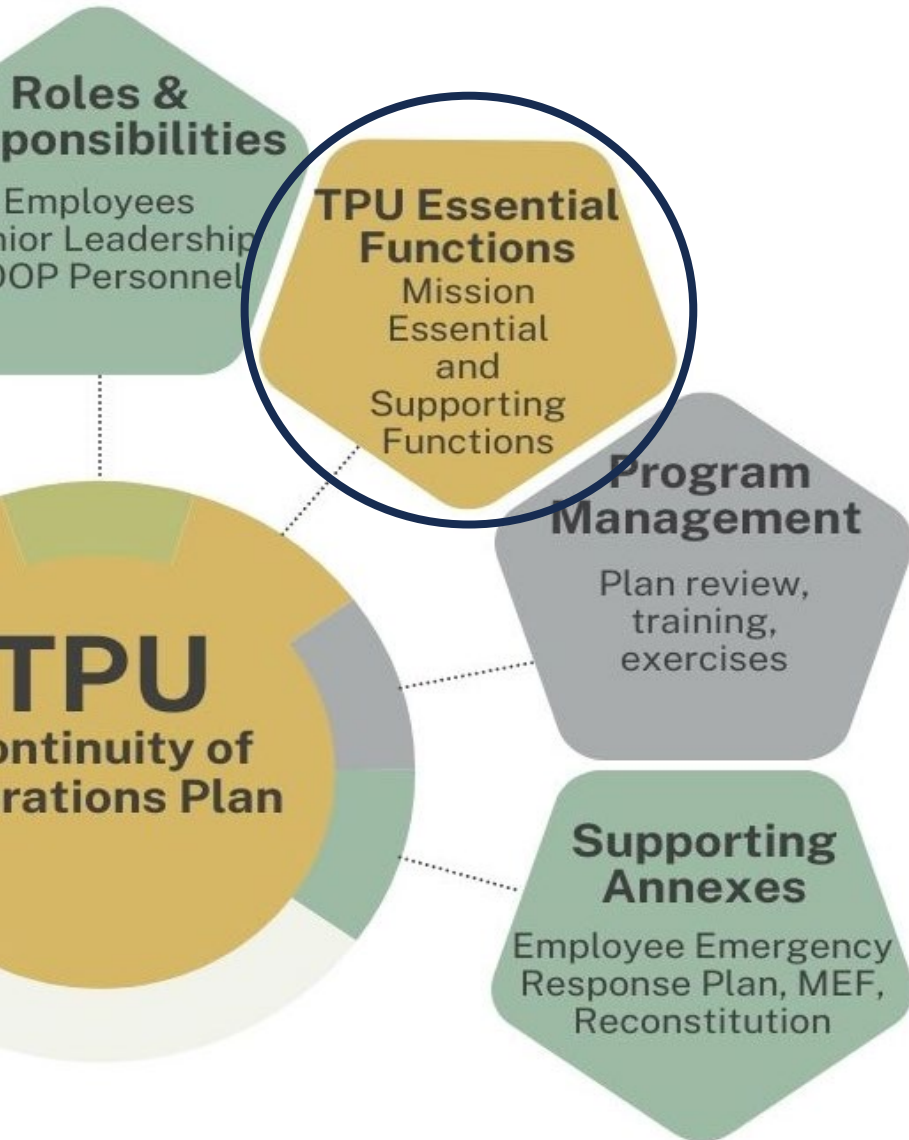 Roles &
ponsibilities
Employees
nior Leadership
OOP Personnel
TPU Essential
Functions
Mission
Essential
and
Supporting
Functions
Program
Management
Plan review,
training,
exercises
TPU
ontinuity of
rations Plan
Supporting
Annexes
Employee Emergency
Response Plan, MEF,
Reconstitution